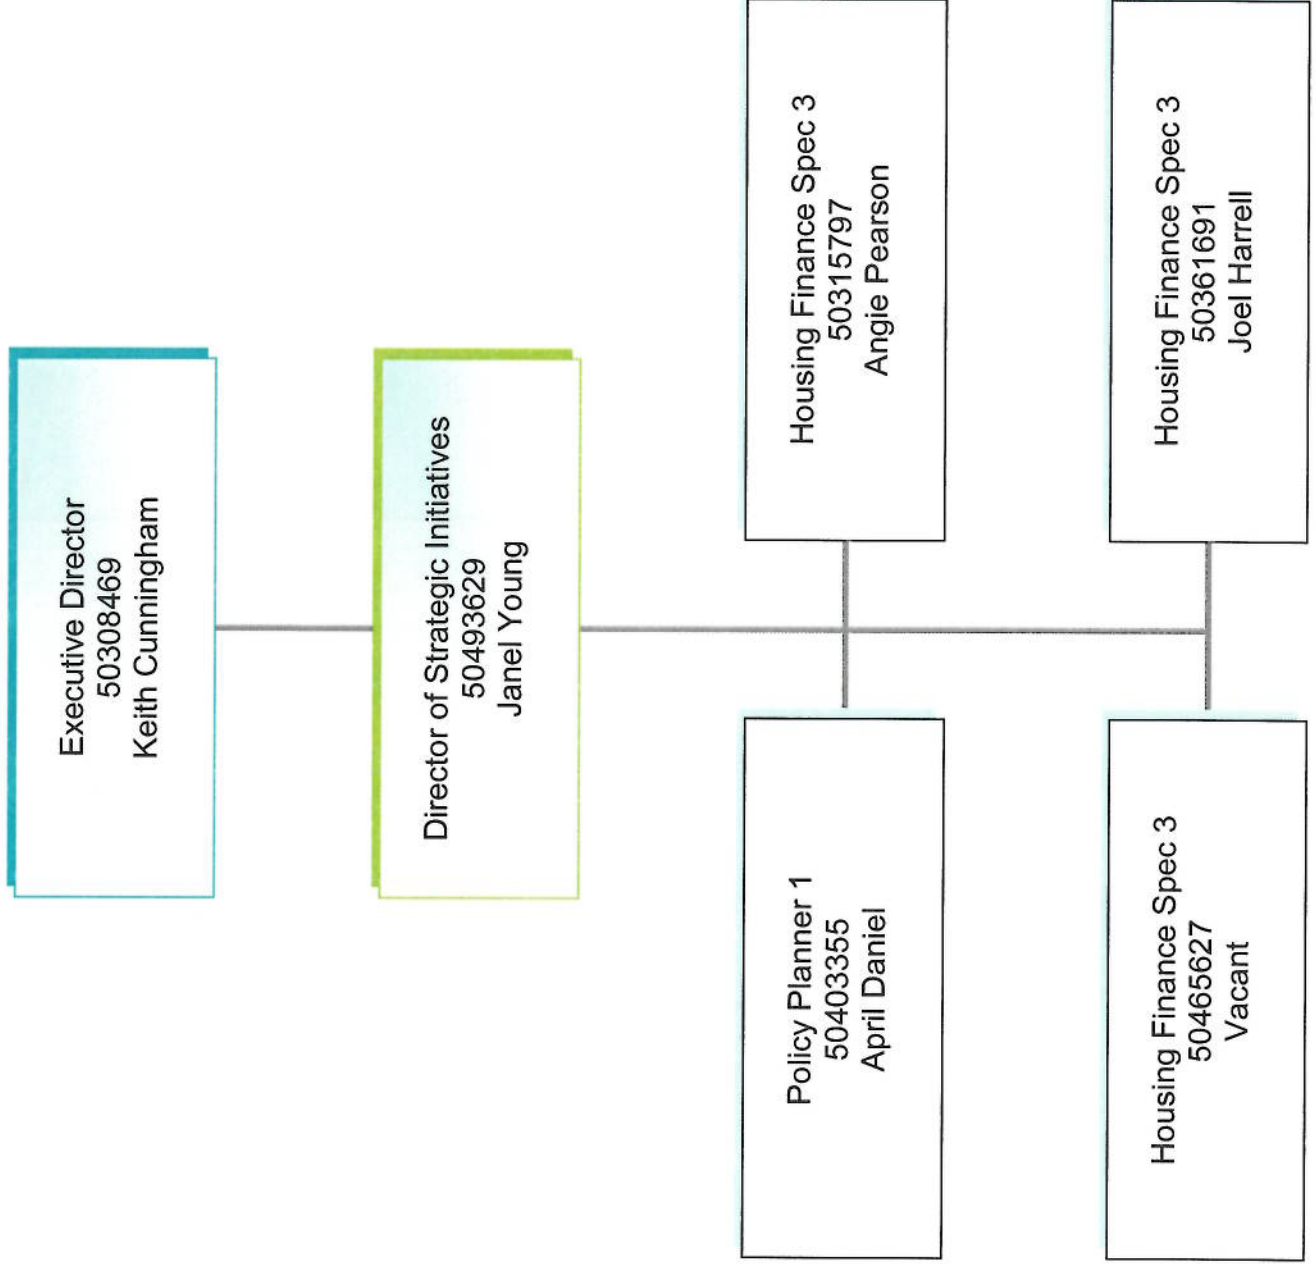 Executive Director
50308469
Keith Cunningham
Director of Strategic Initiatives
50493629
Janel Young
Policy Planner 1
50403355
April Daniel
Housing Finance Spec 3
50315797
Angie Pearson
Housing Finance Spec 3
50465627
Vacant
Housing Finance Spec 3
50361691
Joel Harrell